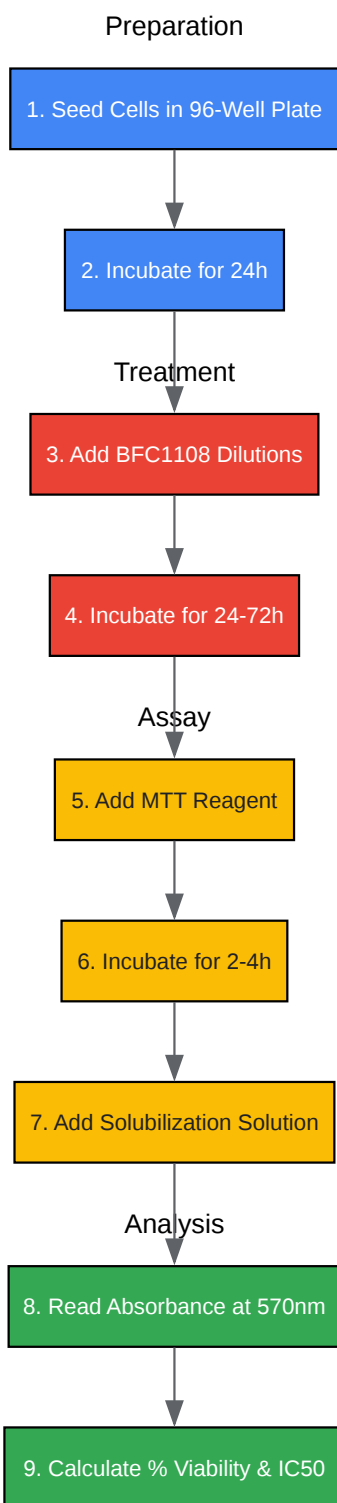 Preparation
1. Seed Cells in 96-Well Plate
2. Incubate for 24h
Treatment
3. Add BFC1108 Dilutions
4. Incubate for 24-72h
Assay
5. Add MTT Reagent
6. Incubate for 2-4h
7. Add Solubilization Solution
Analysis
8. Read Absorbance at 570nm
9. Calculate % Viability & IC50